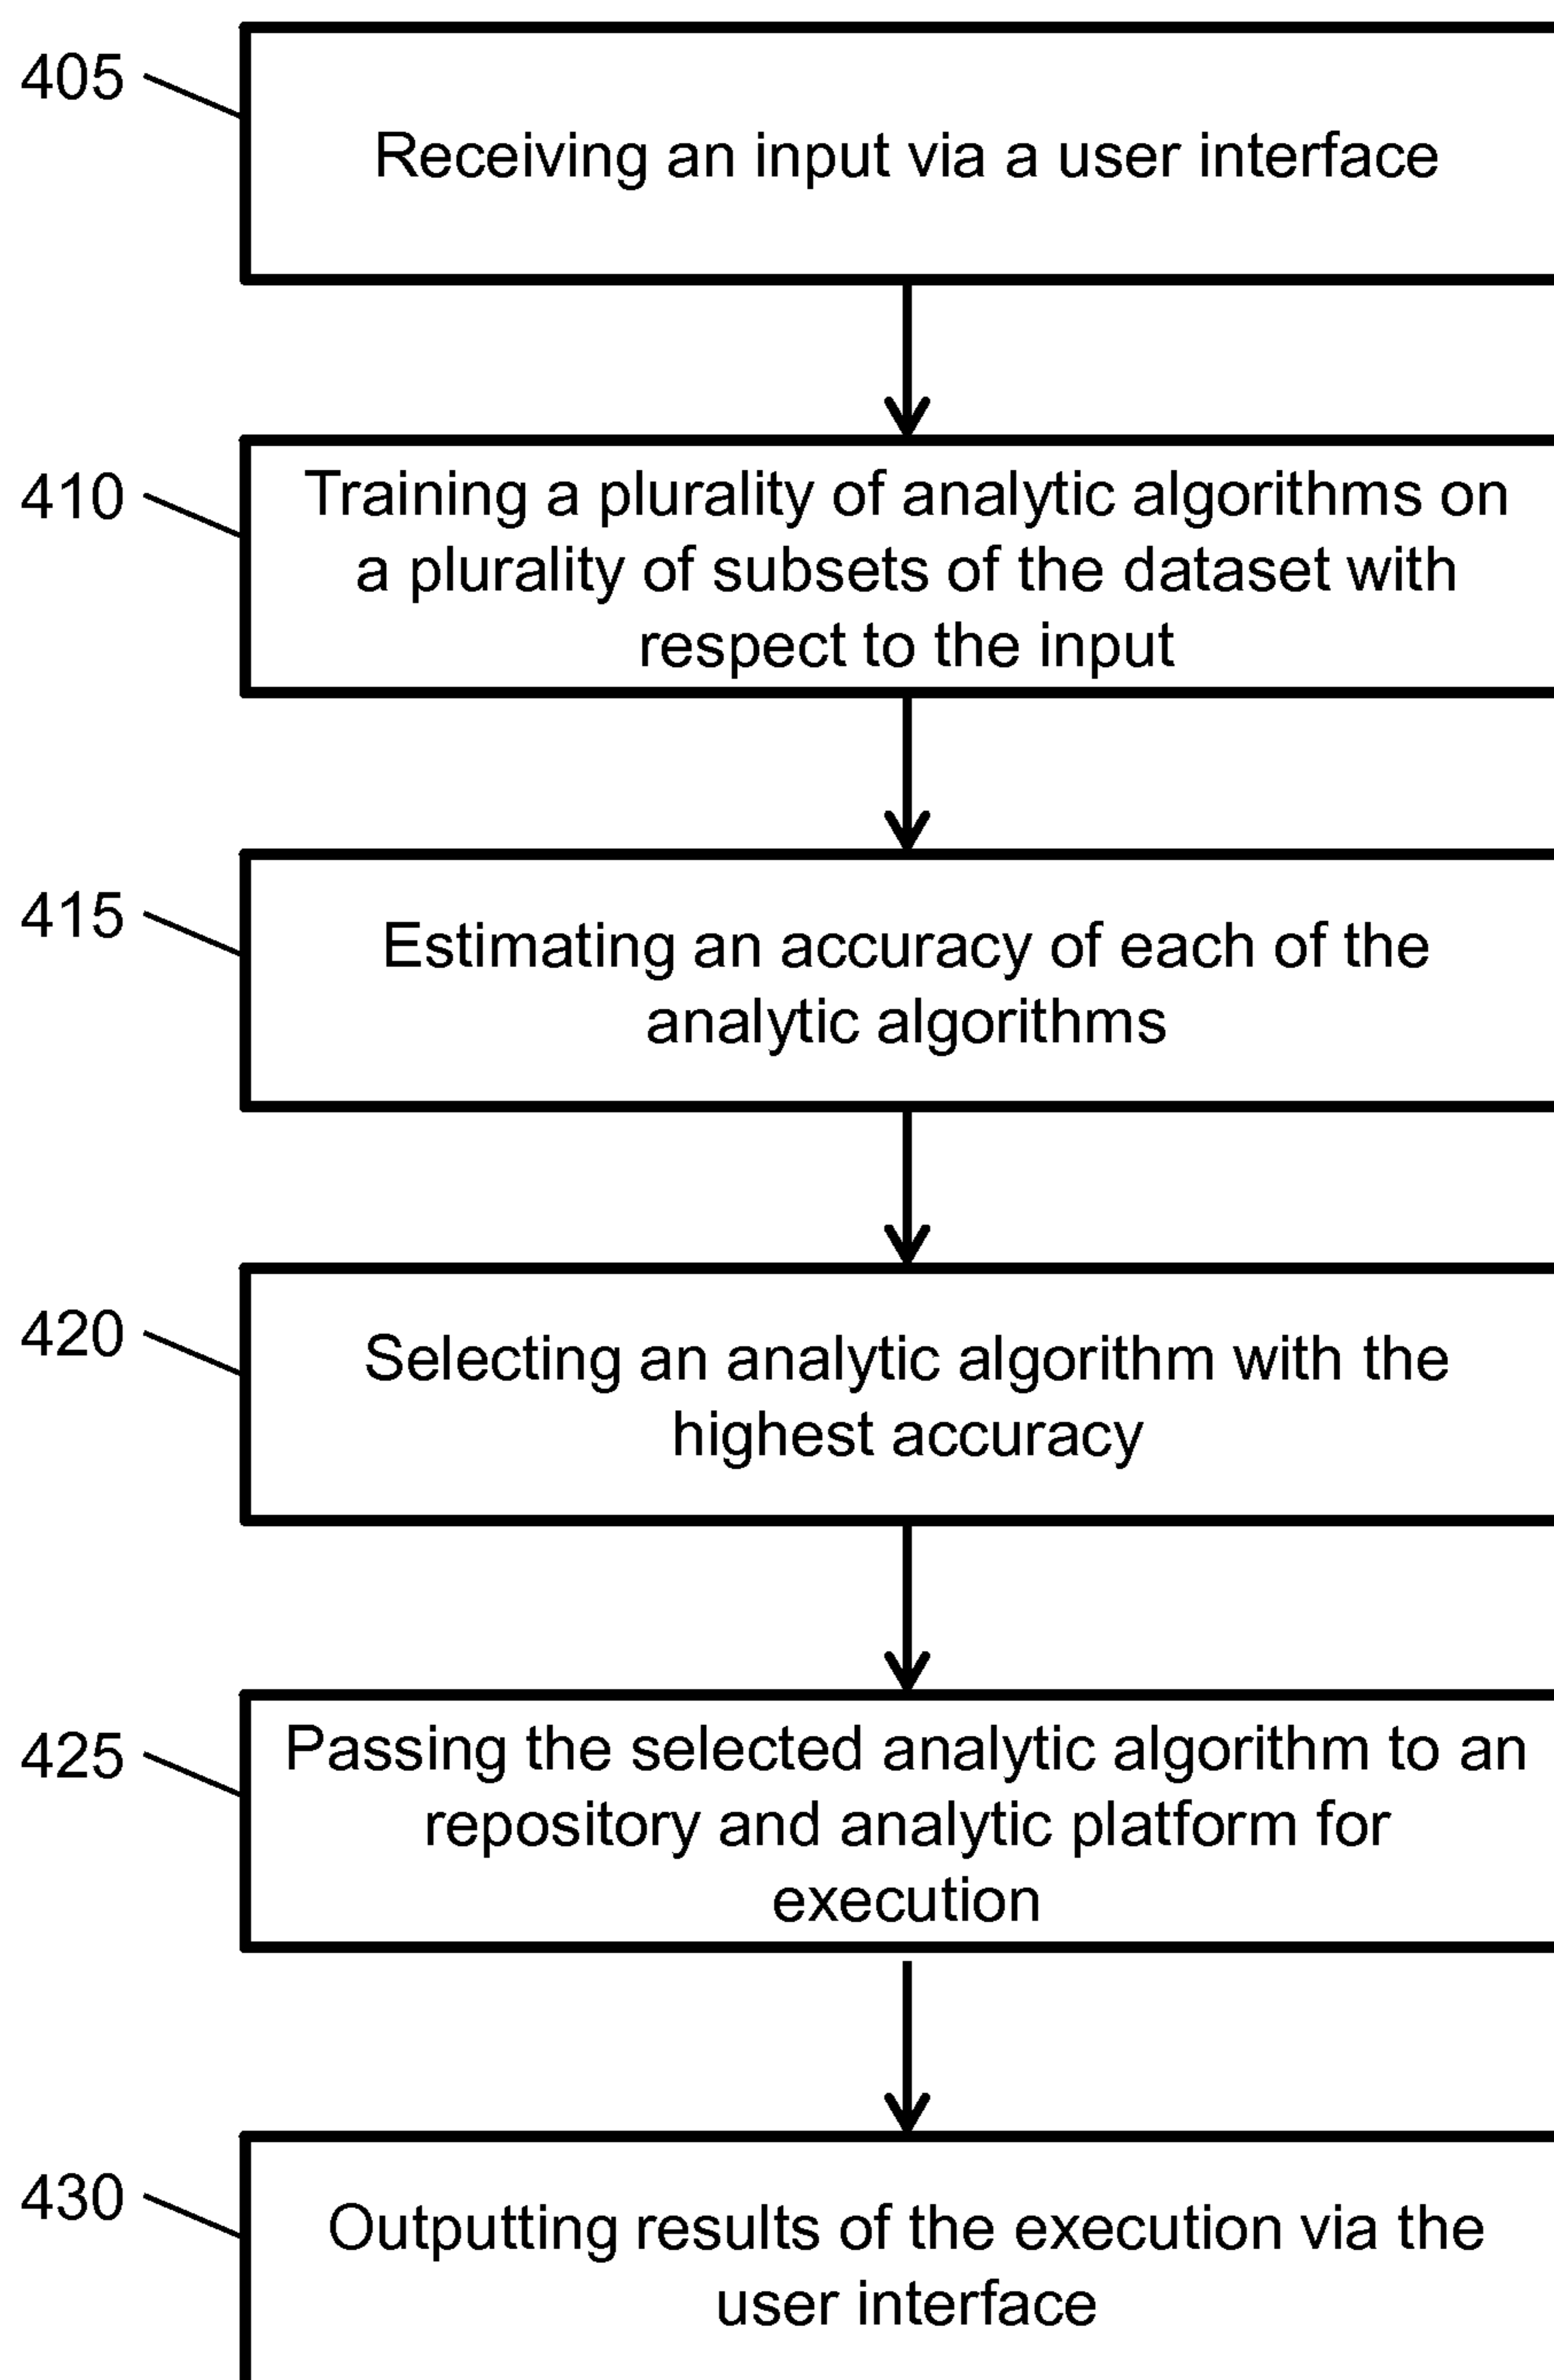 405
Receiving an input via a user interface
410
Training a plurality of analytic algorithms on
a plurality of subsets of the dataset with
respect to the input
415
Estimating an accuracy of each of the
analytic algorithms
420
Selecting an analytic algorithm with the
highest accuracy
425
Passing the selected analytic algorithm to an
repository and analytic platform for
execution
430
Outputting results of the execution via the
user interface